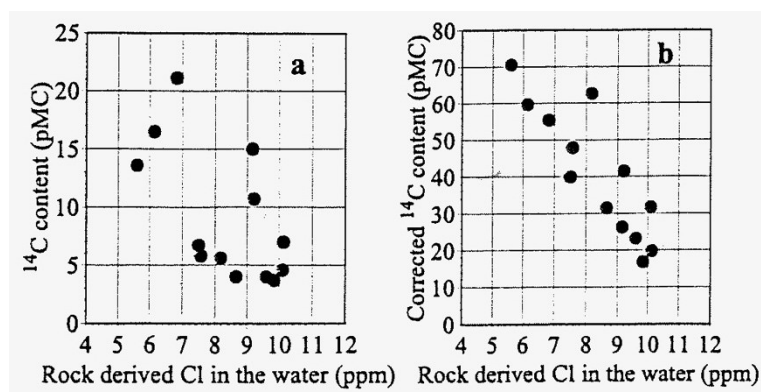 a
25
20
15
10
5
0
¹⁴C content (pMC)
4 5 6 7 8 9 10 11 12
Rock derived Cl in the water (ppm)
b
80
70
60
50
40
30
20
10
0
Corrected ¹⁴C content (pMC)
4 5 6 7 8 9 10 11 12
Rock derived Cl in the water (ppm)